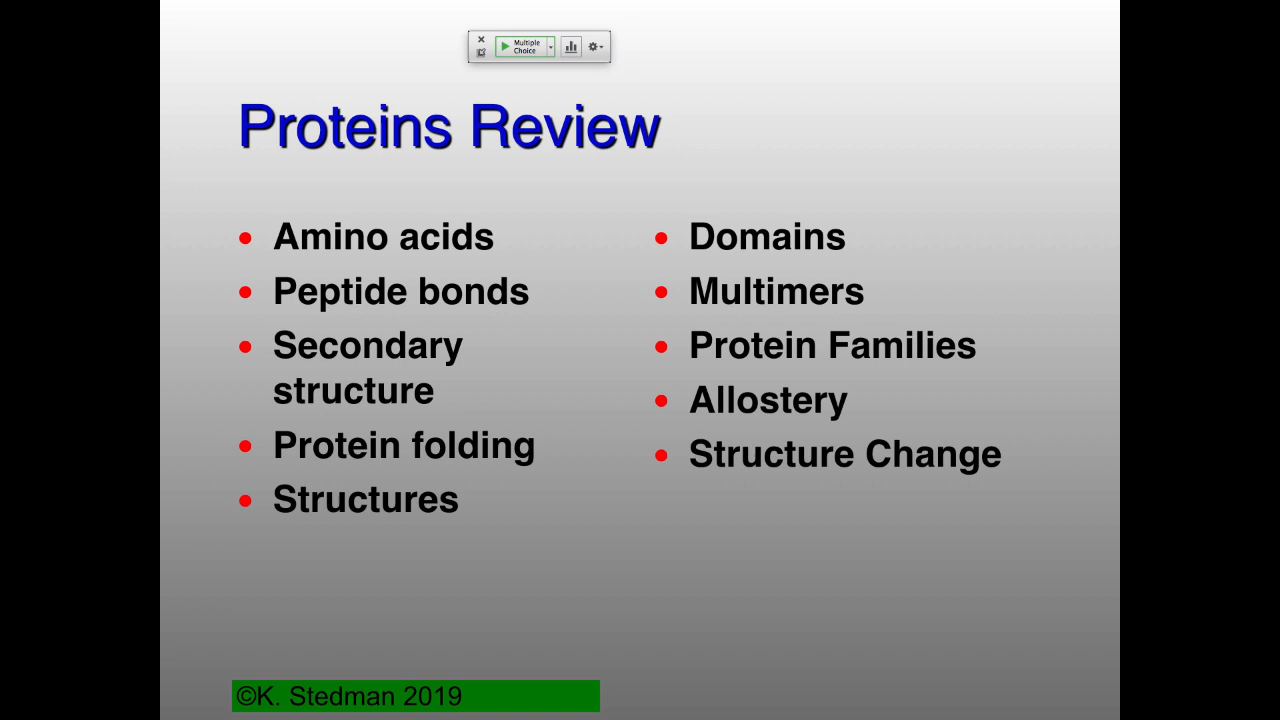 Multiple
Choice
Proteins Review
Amino acids
Peptide bonds
Secondary
structure
Protein folding
Structures
Domains
Multimers
Protein Families
Allostery
Structure Change
©K. Stedman 2019